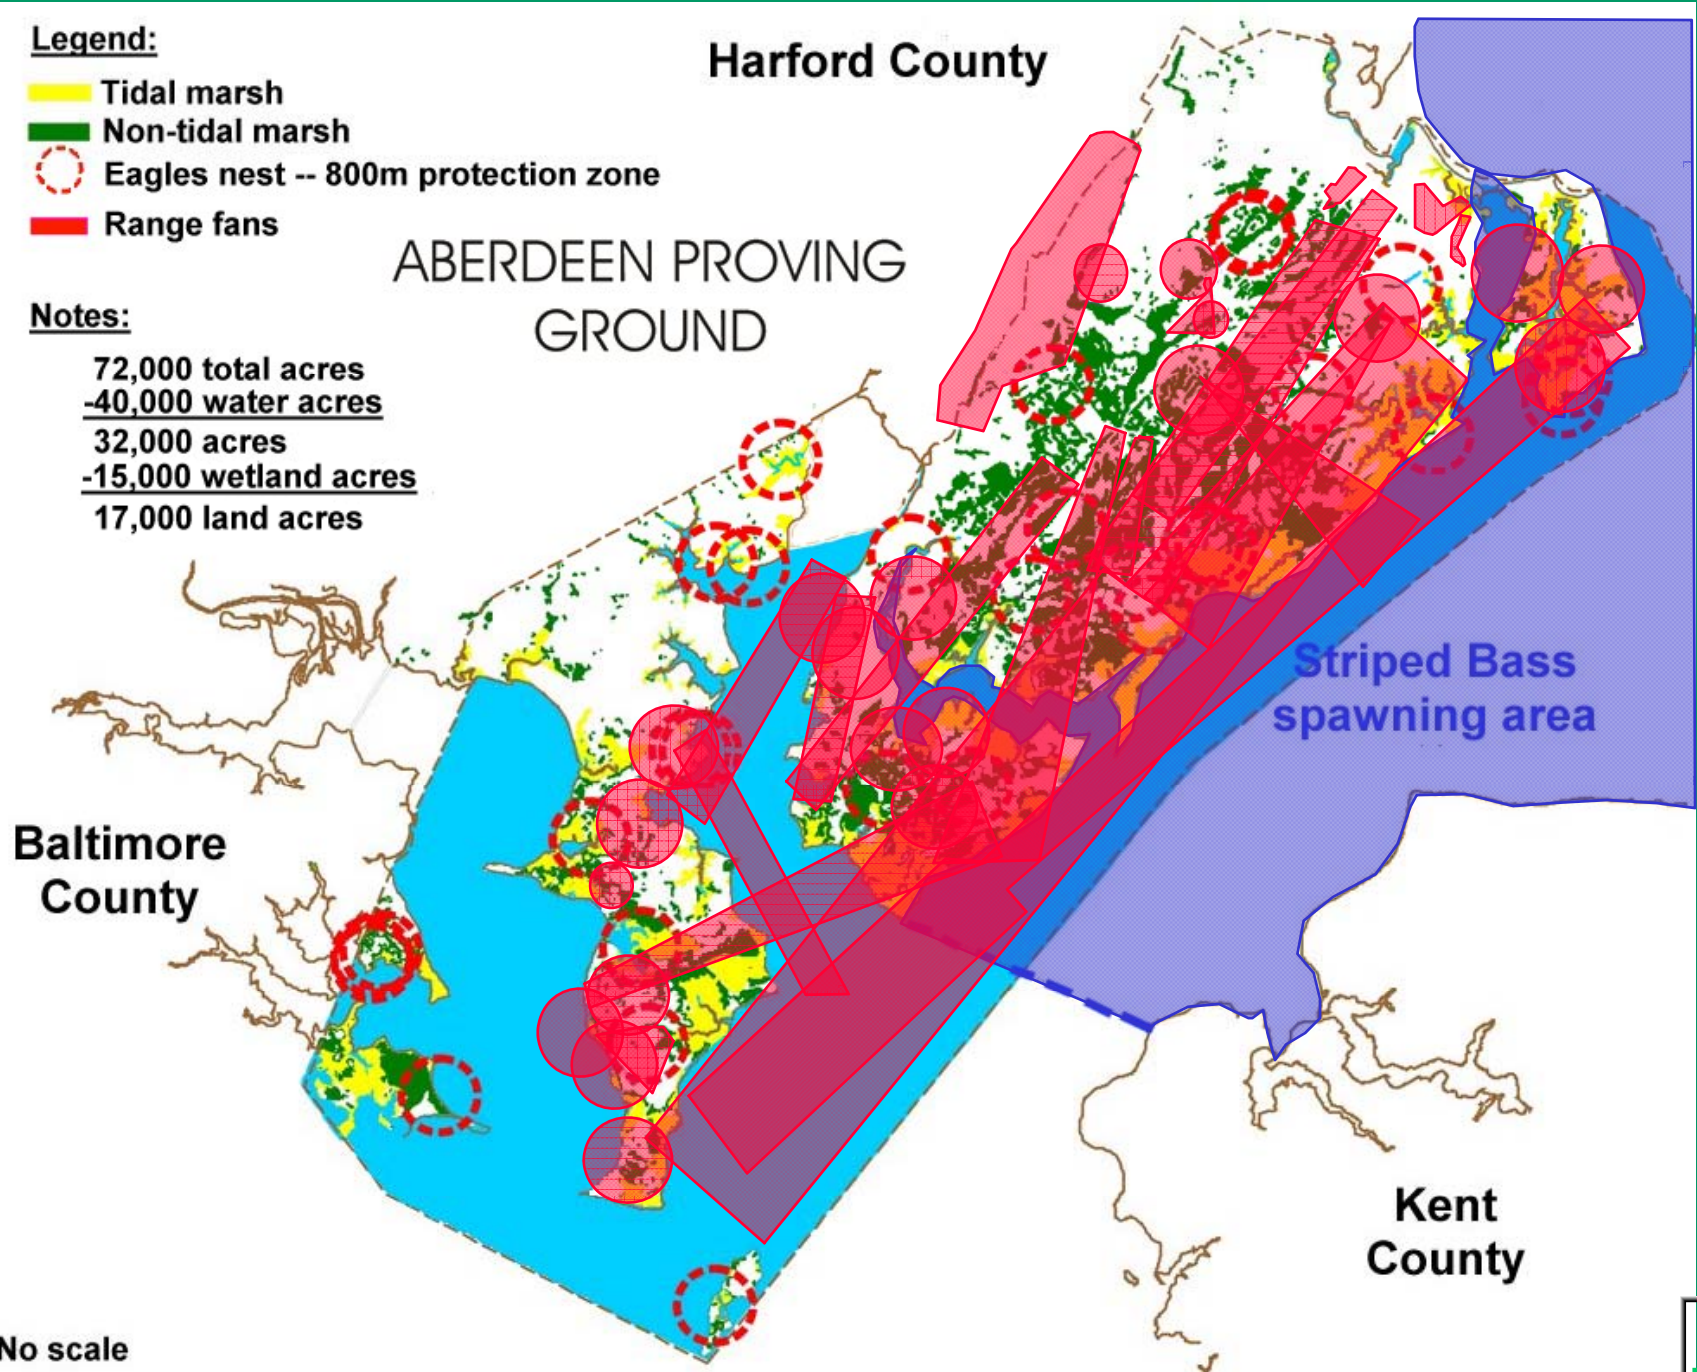 Legend:
Tidal marsh
Non-tidal marsh
Eagles nest -- 800m protection zone
Range fans
Harford County
ABERDEEN PROVING
GROUND
Notes:
72,000 total acres
-40,000 water acres
32,000 acres
-15,000 wetland acres
17,000 land acres
Striped Bass
spawning area
Baltimore
County
Kent
County
No scale